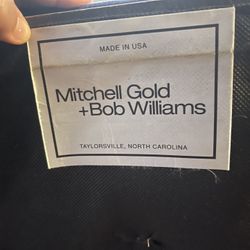 MADE IN USA
Mitchell Gold
+Bob Williams
TAYLORSVILLE, NORTH CAROLINA